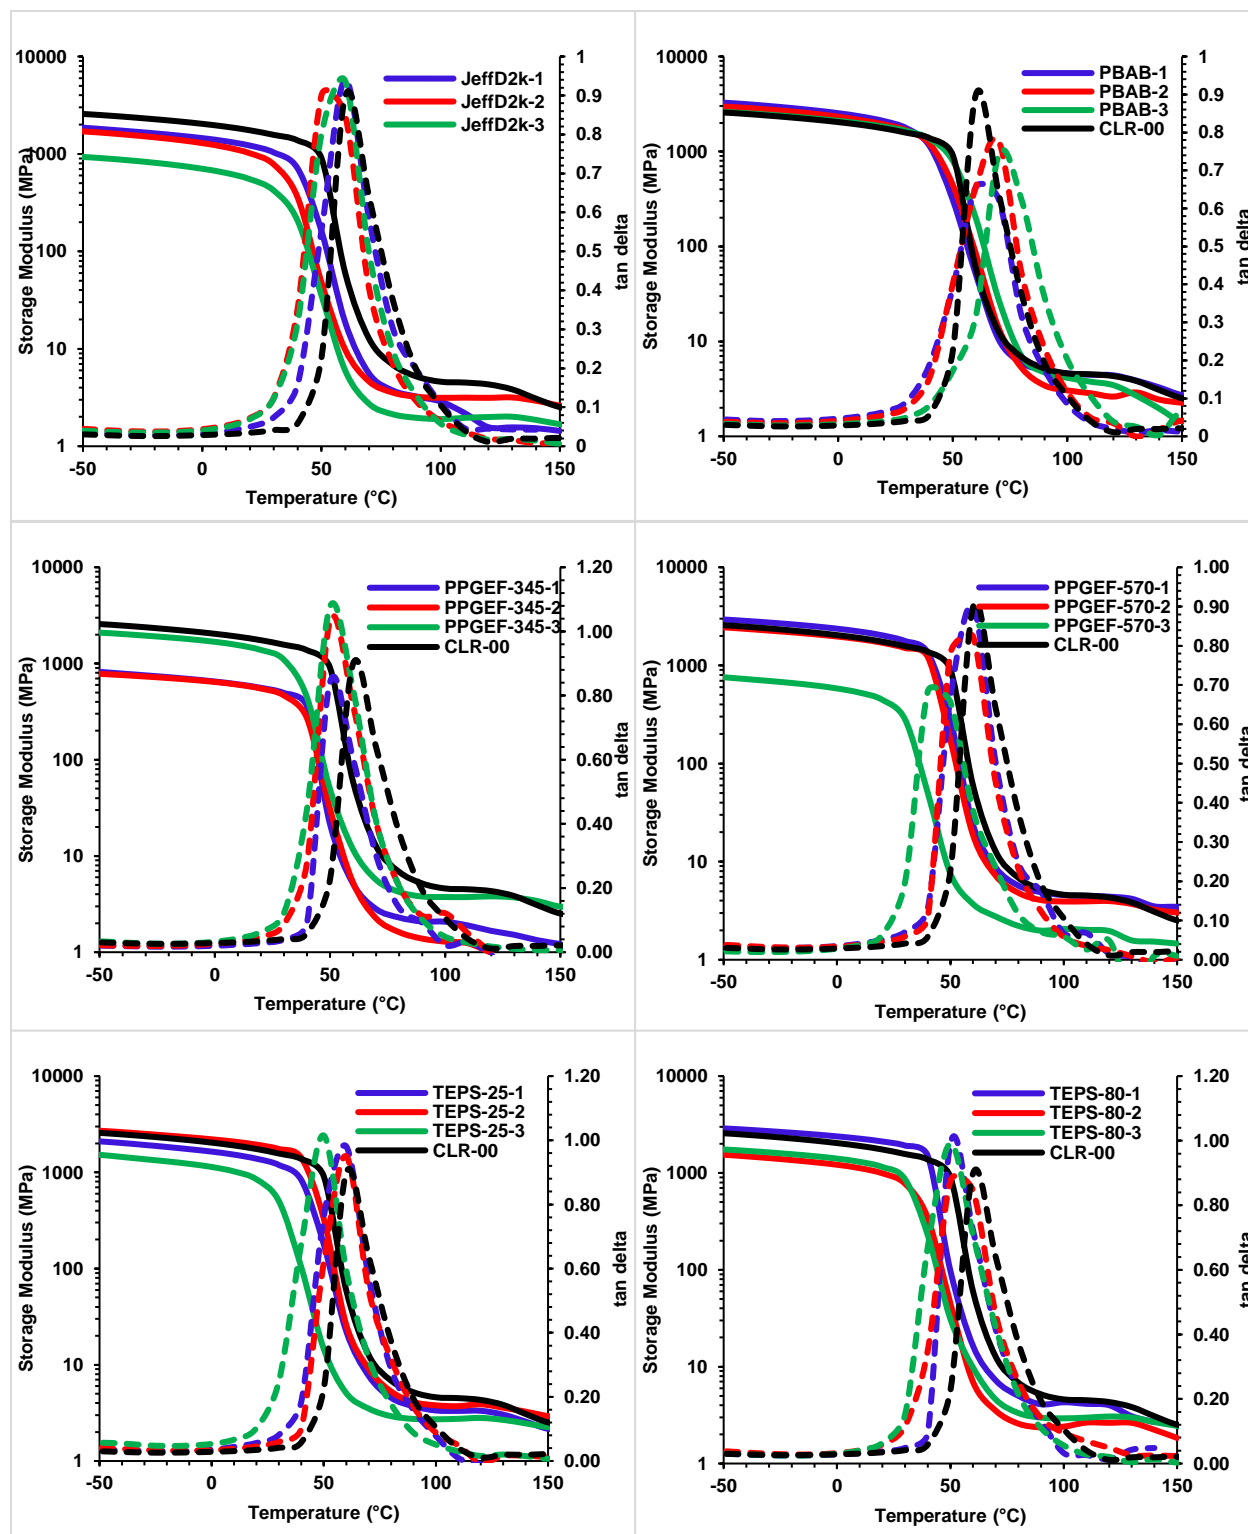 10000
1000
100
10
1
Storage Modulus (MPa)
JeffD2k-1
JeffD2k-2
JeffD2k-3
1
0.9
0.8
0.7
0.6
0.5
0.4
0.3
0.2
0.1
0
tan delta
-50 0 50 100 150
Temperature (°C)
10000
1000
100
10
1
Storage Modulus (MPa)
PBAB-1
PBAB-2
PBAB-3
CLR-00
1
0.9
0.8
0.7
0.6
0.5
0.4
0.3
0.2
0.1
0
tan delta
-50 0 50 100 150
Temperature (°C)
10000
1000
100
10
1
Storage Modulus (MPa)
PPGEF-345-1
PPGEF-345-2
PPGEF-345-3
CLR-00
1.20
1.00
0.80
0.60
0.40
0.20
0.00
tan delta
-50 0 50 100 150
Temperature (°C)
10000
1000
100
10
1
Storage Modulus (MPa)
PPGEF-570-1
PPGEF-570-2
PPGEF-570-3
CLR-00
1.00
0.90
0.80
0.70
0.60
0.50
0.40
0.30
0.20
0.10
0.00
tan delta
-50 0 50 100 150
Temperature (°C)
10000
1000
100
10
1
Storage Modulus (MPa)
TEPS-25-1
TEPS-25-2
TEPS-25-3
CLR-00
1.20
1.00
0.80
0.60
0.40
0.20
0.00
tan delta
-50 0 50 100 150
Temperature (°C)
10000
1000
100
10
1
Storage Modulus (MPa)
TEPS-80-1
TEPS-80-2
TEPS-80-3
CLR-00
1.20
1.00
0.80
0.60
0.40
0.20
0.00
tan delta
-50 0 50 100 150
Temperature (°C)